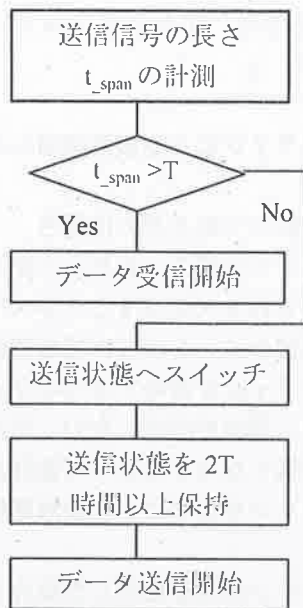 送信信号の長さ
t_span の計測
t_span >T
Yes
No
データ受信開始
送信状態へスイッチ
送信状態を 2T
時間以上保持
データ送信開始